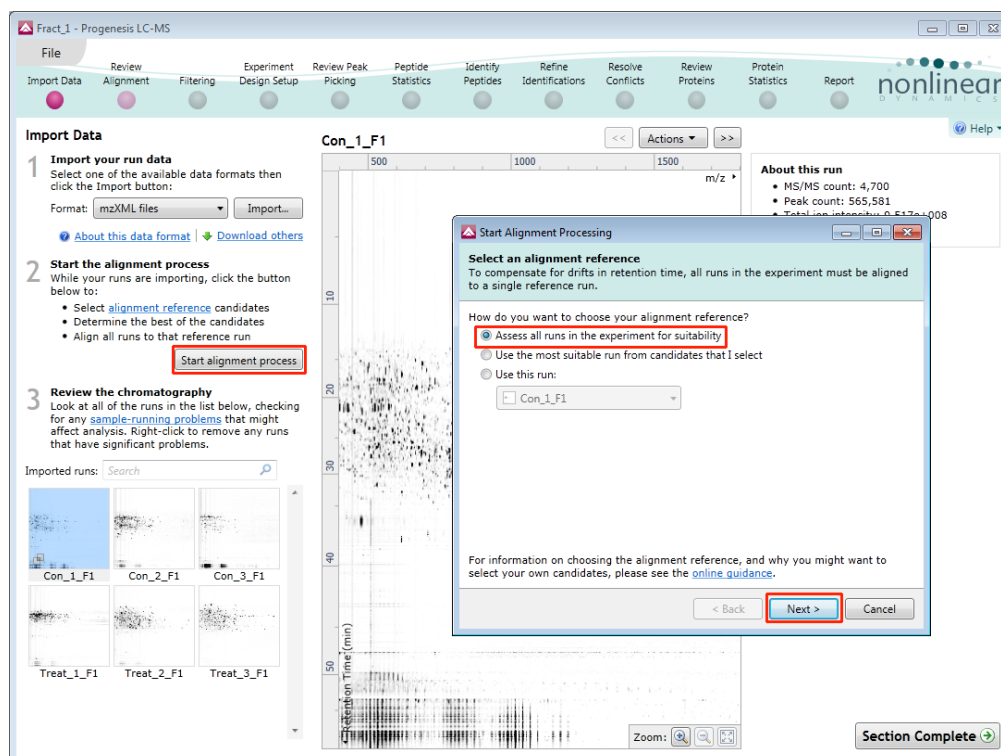 Fract_1 - Progenesis LC-MS
File
Import Data
Review Alignment
Filtering
Experiment Design Setup
Review Peak Picking
Peptide Statistics
Identify Peptides
Refine Identifications
Resolve Conflicts
Review Proteins
Protein Statistics
Report
nonlinear
DYNAMICS
Help
Import Data
1 Import your run data
Select one of the available data formats then
click the Import button:
Format: mzXML files Import...
About this data format | Download others
2 Start the alignment process
While your runs are importing, click the button
below to:
• Select alignment reference candidates
• Determine the best of the candidates
• Align all runs to that reference run
Start alignment process
3 Review the chromatography
Look at all of the runs in the list below, checking
for any sample-running problems that might
affect analysis. Right-click to remove any runs
that have significant problems.
Imported runs: Search
Con_1_F1 Con_2_F1 Con_3_F1
Treat_1_F1 Treat_2_F1 Treat_3_F1
Con_1_F1
<< Actions >>
500 1000 1500
m/z
10
20
30
40
50
Retention Time (min)
Zoom:
About this run
• MS/MS count: 4,700
• Peak count: 565,581
Start Alignment Processing
Select an alignment reference
To compensate for drifts in retention time, all runs in the experiment must be aligned
to a single reference run.
How do you want to choose your alignment reference?
Assess all runs in the experiment for suitability
Use the most suitable run from candidates that I select
Use this run:
Con_1_F1
For information on choosing the alignment reference, and why you might want to
select your own candidates, please see the online guidance.
< Back Next > Cancel
Section Complete